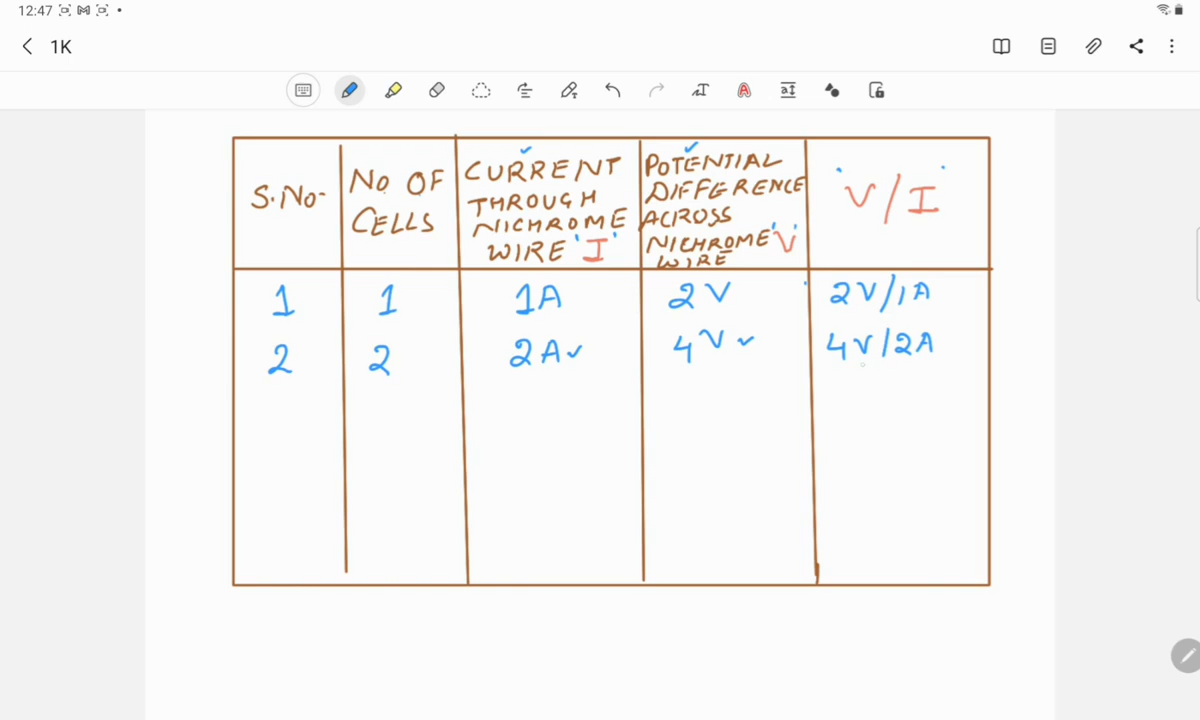 12:47
1K
S.No-
No OF
CELLS
CURRENT
THROUGH
NICHROME
WIRE 'I'
POTENTIAL
DIFFERENCE
ACROSS
NICHROME 'V'
WIRE
V/I
1 1 1A 2V 2V/1A
2 2 2A 4V 4V/2A